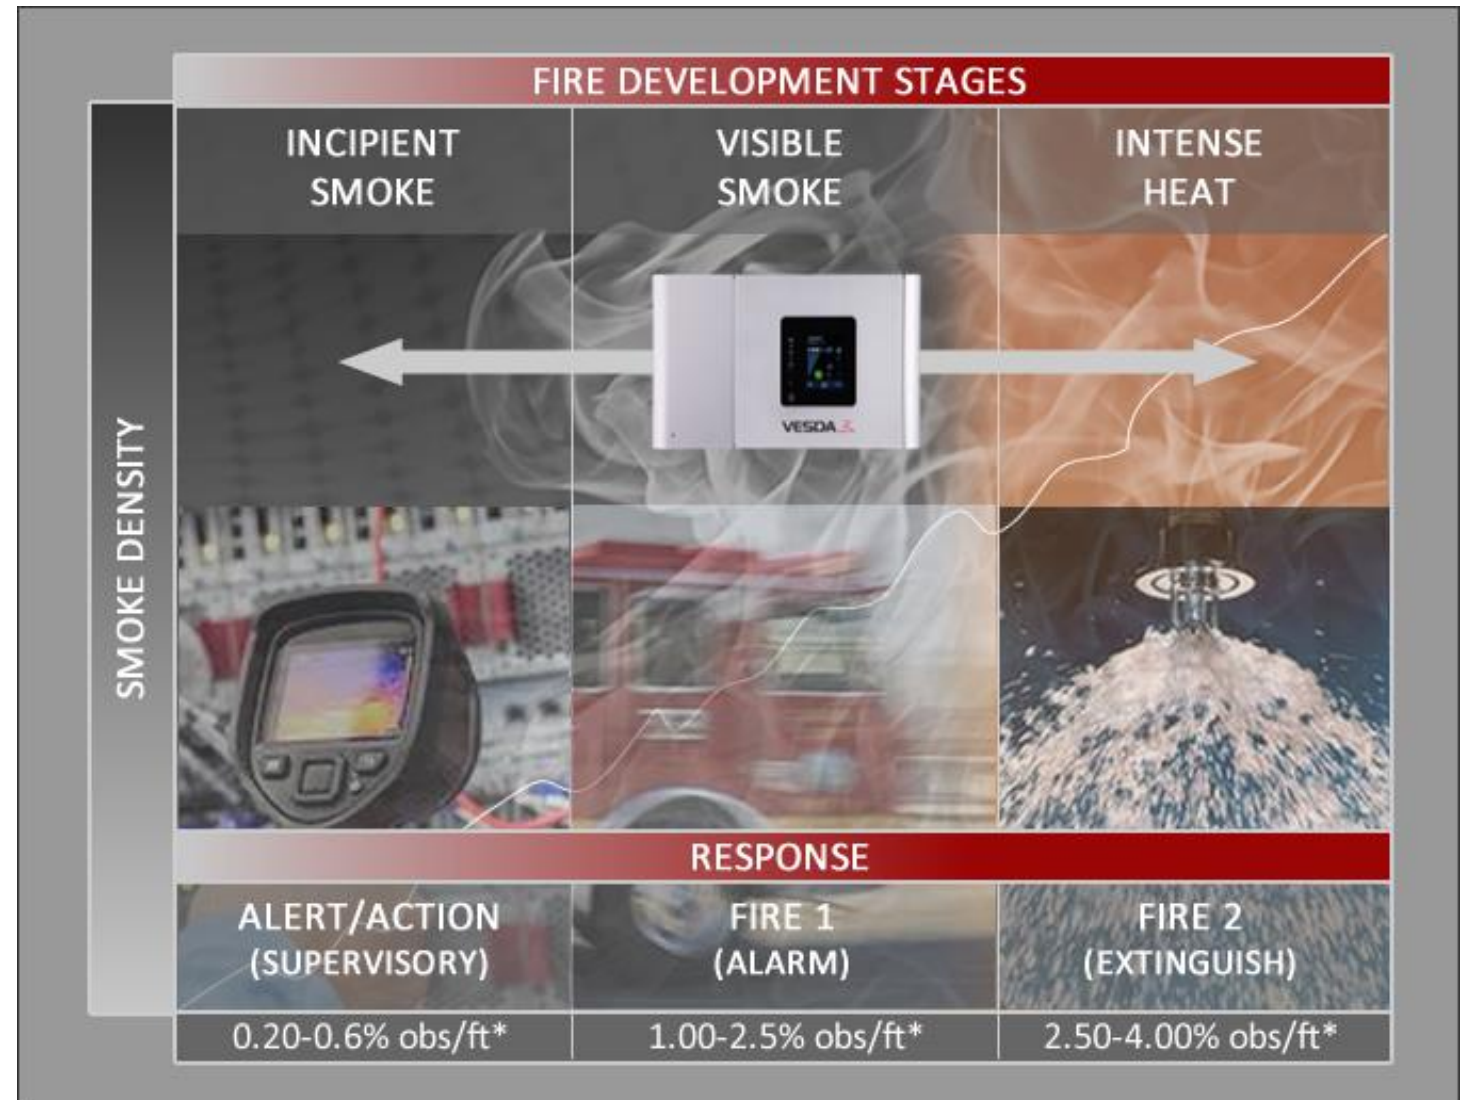 FIRE DEVELOPMENT STAGES
INCIPIENT
SMOKE
VISIBLE
SMOKE
INTENSE
HEAT
VESDA
SMOKE DENSITY
RESPONSE
ALERT/ACTION
(SUPERVISORY)
FIRE 1
(ALARM)
FIRE 2
(EXTINGUISH)
0.20-0.6% obs/ft*
1.00-2.5% obs/ft*
2.50-4.00% obs/ft*